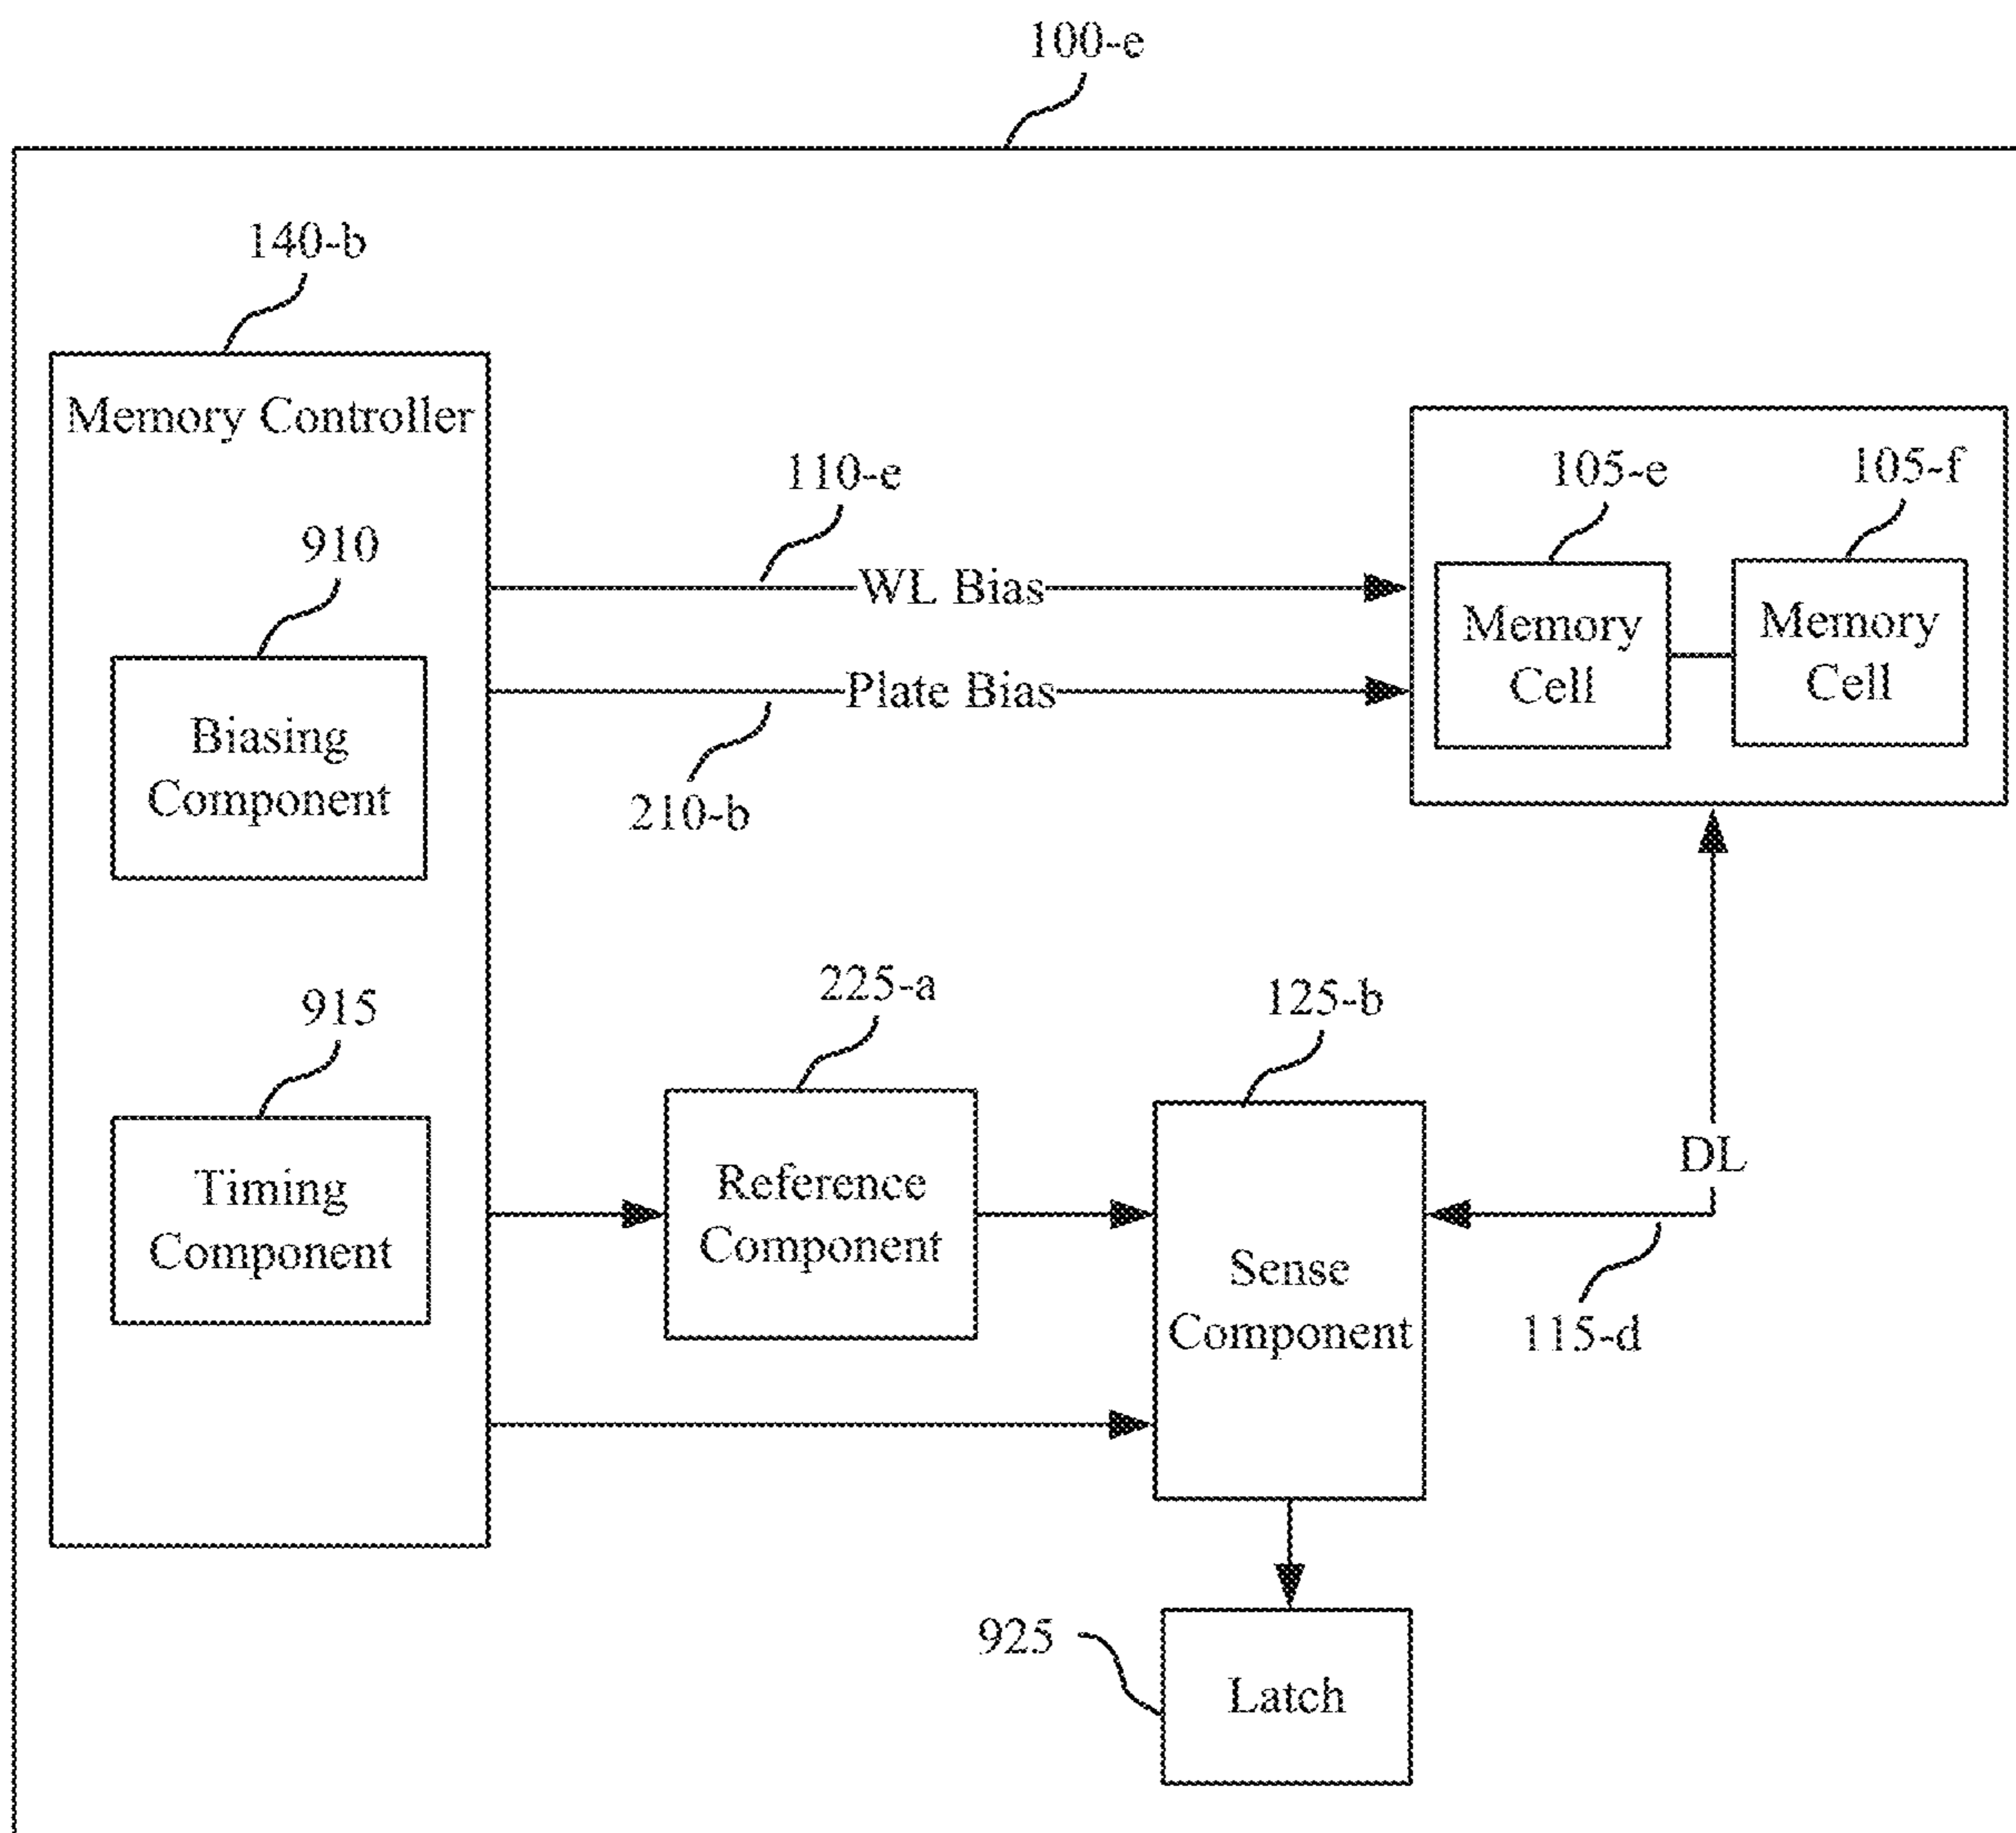 100-e
140-b
Memory Controller
110-e
105-e
105-f
910
WL Bias
Memory
Cell
Memory
Cell
Plate Bias
Biasing
Component
210-b
225-a
125-b
915
DL
Timing
Component
Reference
Component
Sense
Component
115-d
925
Latch